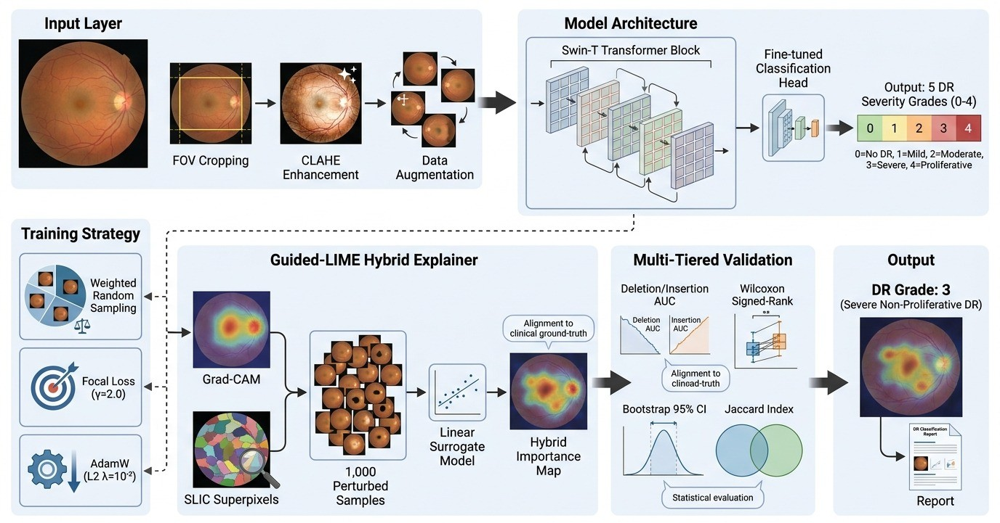 Input Layer
FOV Cropping
CLAHE
Enhancement
Data
Augmentation
Model Architecture
Swin-T Transformer Block
Fine-tuned
Classification
Head
Output: 5 DR
Severity Grades (0-4)
0 1 2 3 4
0=No DR, 1=Mild, 2=Moderate,
3=Severe, 4=Proliferative
Training Strategy
Weighted
Random
Sampling
Focal Loss
(γ=2.0)
AdamW
(L2 λ=10⁻²)
Guided-LIME Hybrid Explainer
Grad-CAM
SLIC Superpixels
1,000
Perturbed
Samples
Linear
Surrogate
Model
Alignment to
clinical ground-truth
Hybrid
Importance
Map
Multi-Tiered Validation
Deletion/Insertion
AUC
Deletion
AUC
Insertion
AUC
Wilcoxon
Signed-Rank
**
Alignment to
clinead-truth
Bootstrap 95% CI
Jaccard Index
Statistical evaluation
Output
DR Grade: 3
(Severe Non-Proliferative DR)
DR Classification
Report
Report